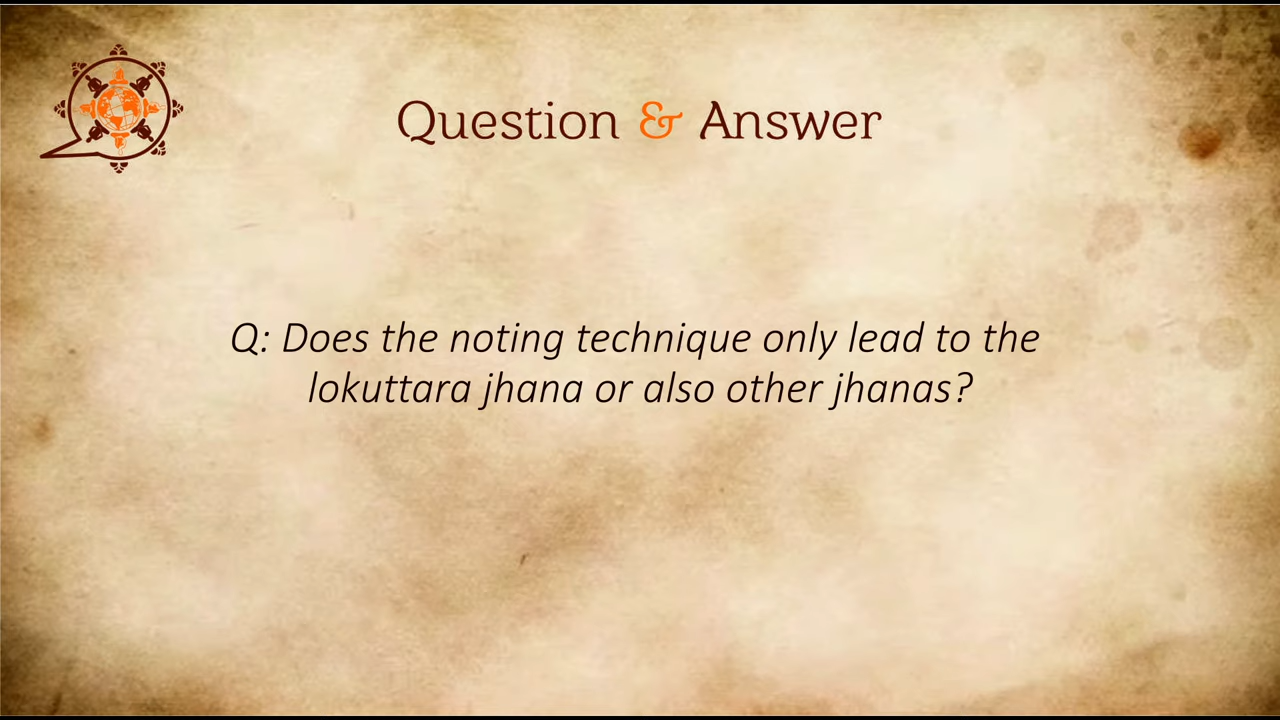 Question & Answer
Q: Does the noting technique only lead to the
lokuttara jhana or also other jhanas?